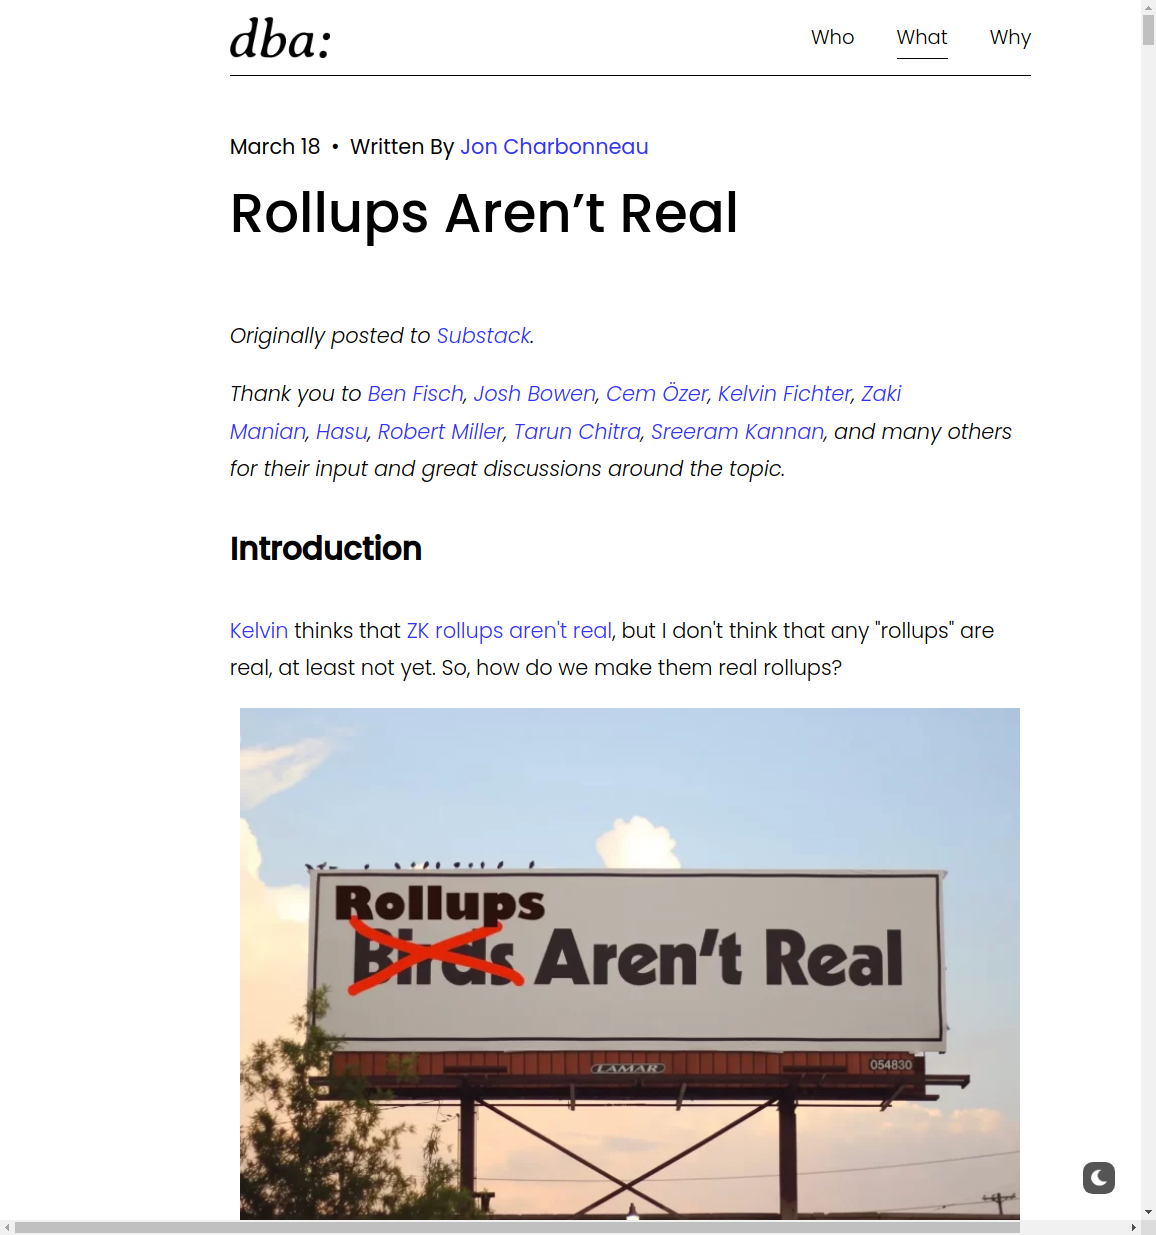 dba:
Who What Why
March 18 • Written By Jon Charbonneau
Rollups Aren’t Real
Originally posted to Substack.
Thank you to Ben Fisch, Josh Bowen, Cem Özer, Kelvin Fichter, Zaki
Manian, Hasu, Robert Miller, Tarun Chitra, Sreeram Kannan, and many others
for their input and great discussions around the topic.
Introduction
Kelvin thinks that ZK rollups aren't real, but I don't think that any "rollups" are
real, at least not yet. So, how do we make them real rollups?
Rollups
Birds Aren't Real
LAMAR
054830